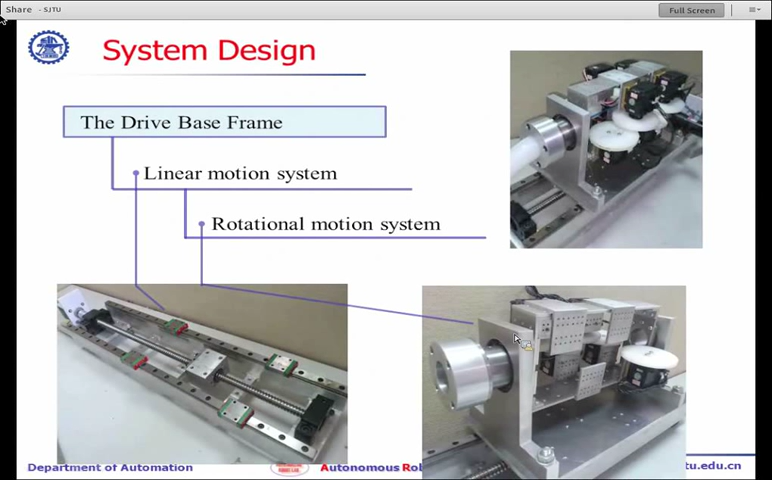 Share - SJTU
Full Screen
System Design
The Drive Base Frame
Linear motion system
Rotational motion system
Department of Automation
Autonomous Rob
tu.edu.cn